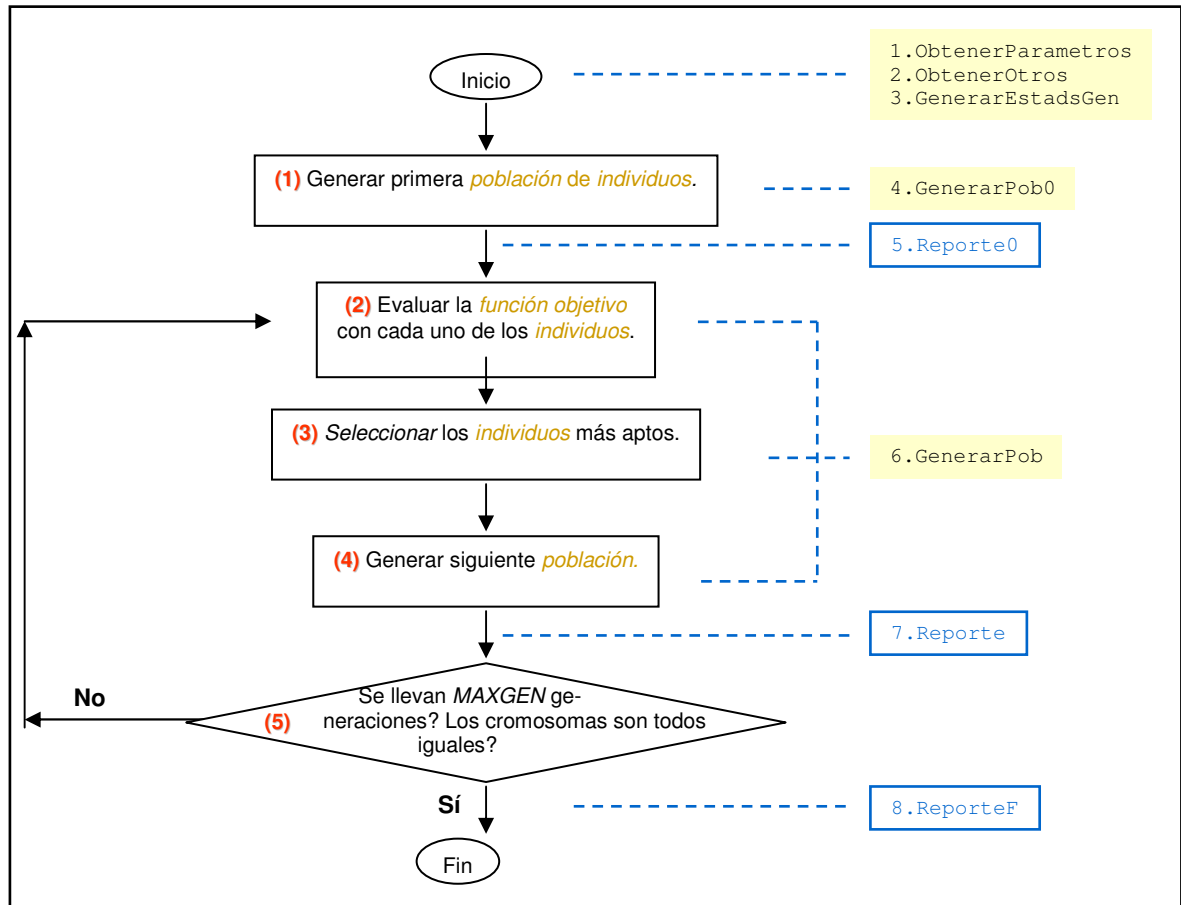 Inicio
1.ObtenerParametros
2.ObtenerOtros
3.GenerarEstadsGen
(1) Generar primera población de individuos.
4.GenerarPob0
5.Reporte0
(2) Evaluar la función objetivo
con cada uno de los individuos.
(3) Seleccionar los individuos más aptos.
6.GenerarPob
(4) Generar siguiente población.
7.Reporte
No
Se llevan MAXGEN ge-
(5) neraciones? Los cromosomas son todos
iguales?
Sí
8.ReporteF
Fin